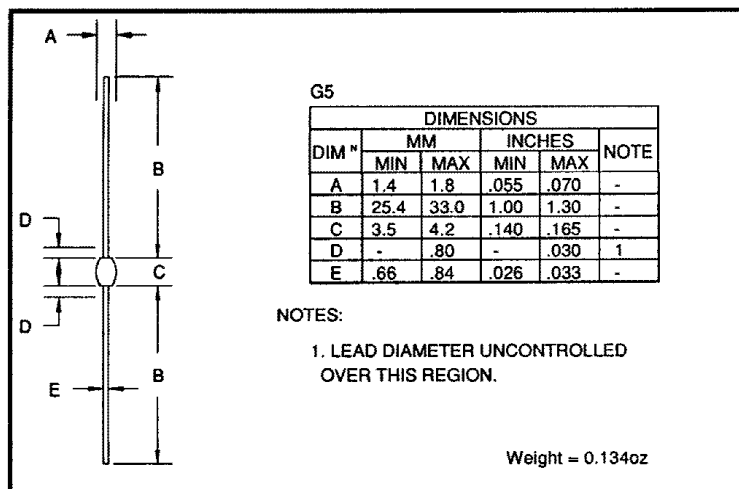 A
B
D
C
D
E
B
G5
DIMENSIONS
DIM N MM INCHES NOTE
MIN MAX MIN MAX
A 1.4 1.8 .055 .070 -
B 25.4 33.0 1.00 1.30 -
C 3.5 4.2 .140 .165 -
D - .80 - .030 1
E .66 .84 .026 .033 -
NOTES:
1. LEAD DIAMETER UNCONTROLLED
OVER THIS REGION.
Weight = 0.134oz